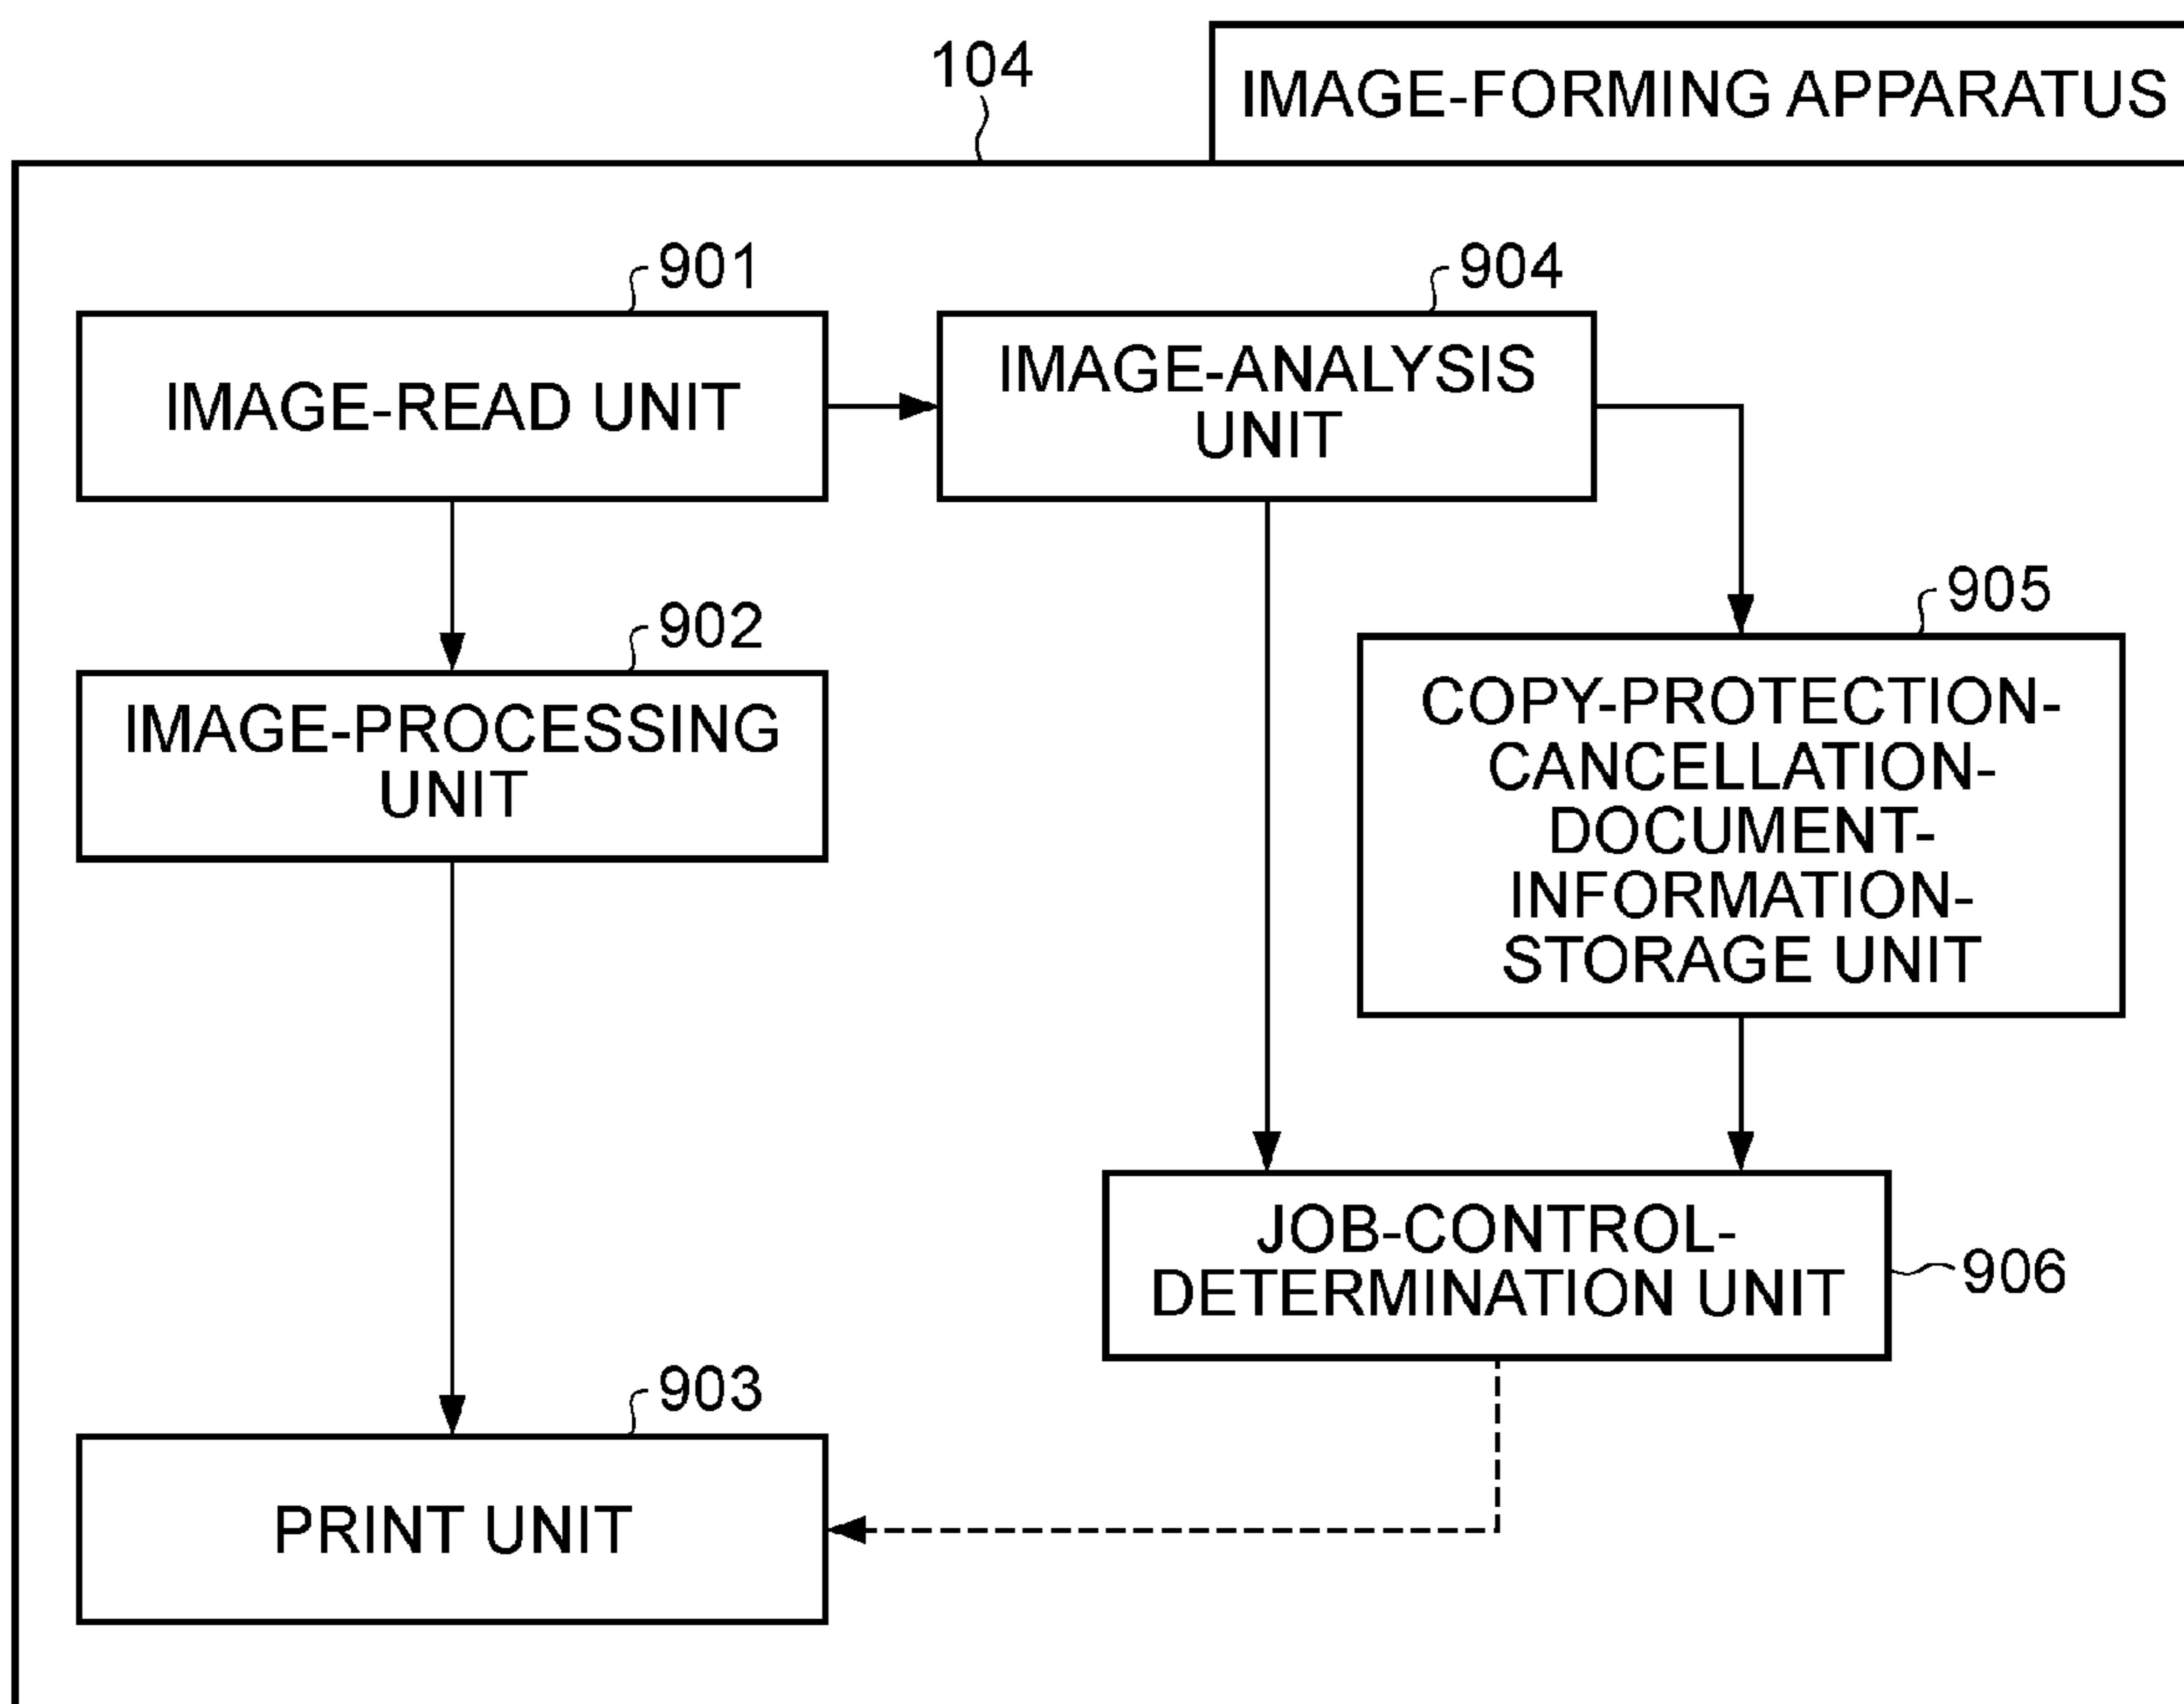 104
IMAGE-FORMING APPARATUS
901
904
IMAGE-READ UNIT
IMAGE-ANALYSIS
UNIT
902
905
IMAGE-PROCESSING
UNIT
COPY-PROTECTION-
CANCELLATION-
DOCUMENT-
INFORMATION-
STORAGE UNIT
JOB-CONTROL-
DETERMINATION UNIT
906
903
PRINT UNIT